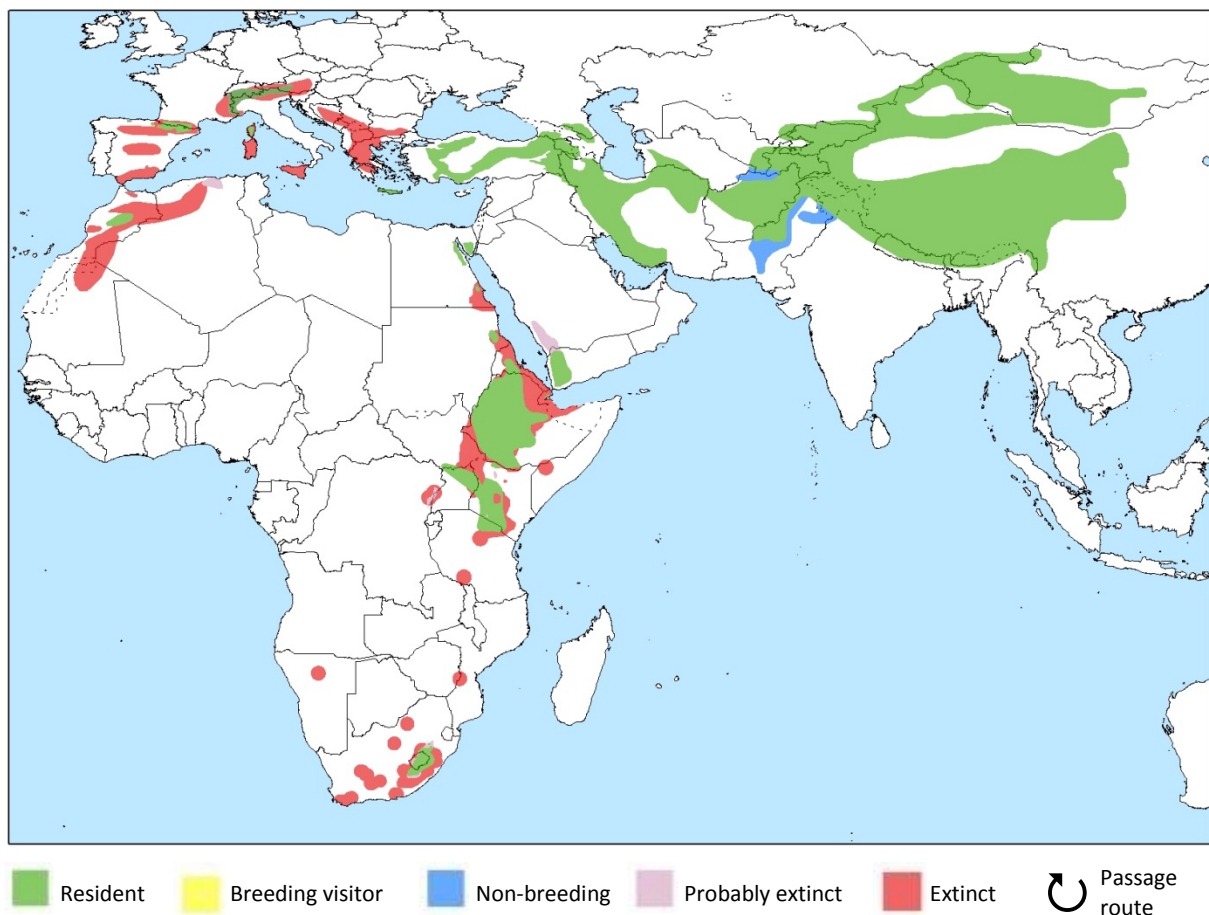 Resident
Breeding visitor
Non-breeding
Probably extinct
Extinct
Passage
route